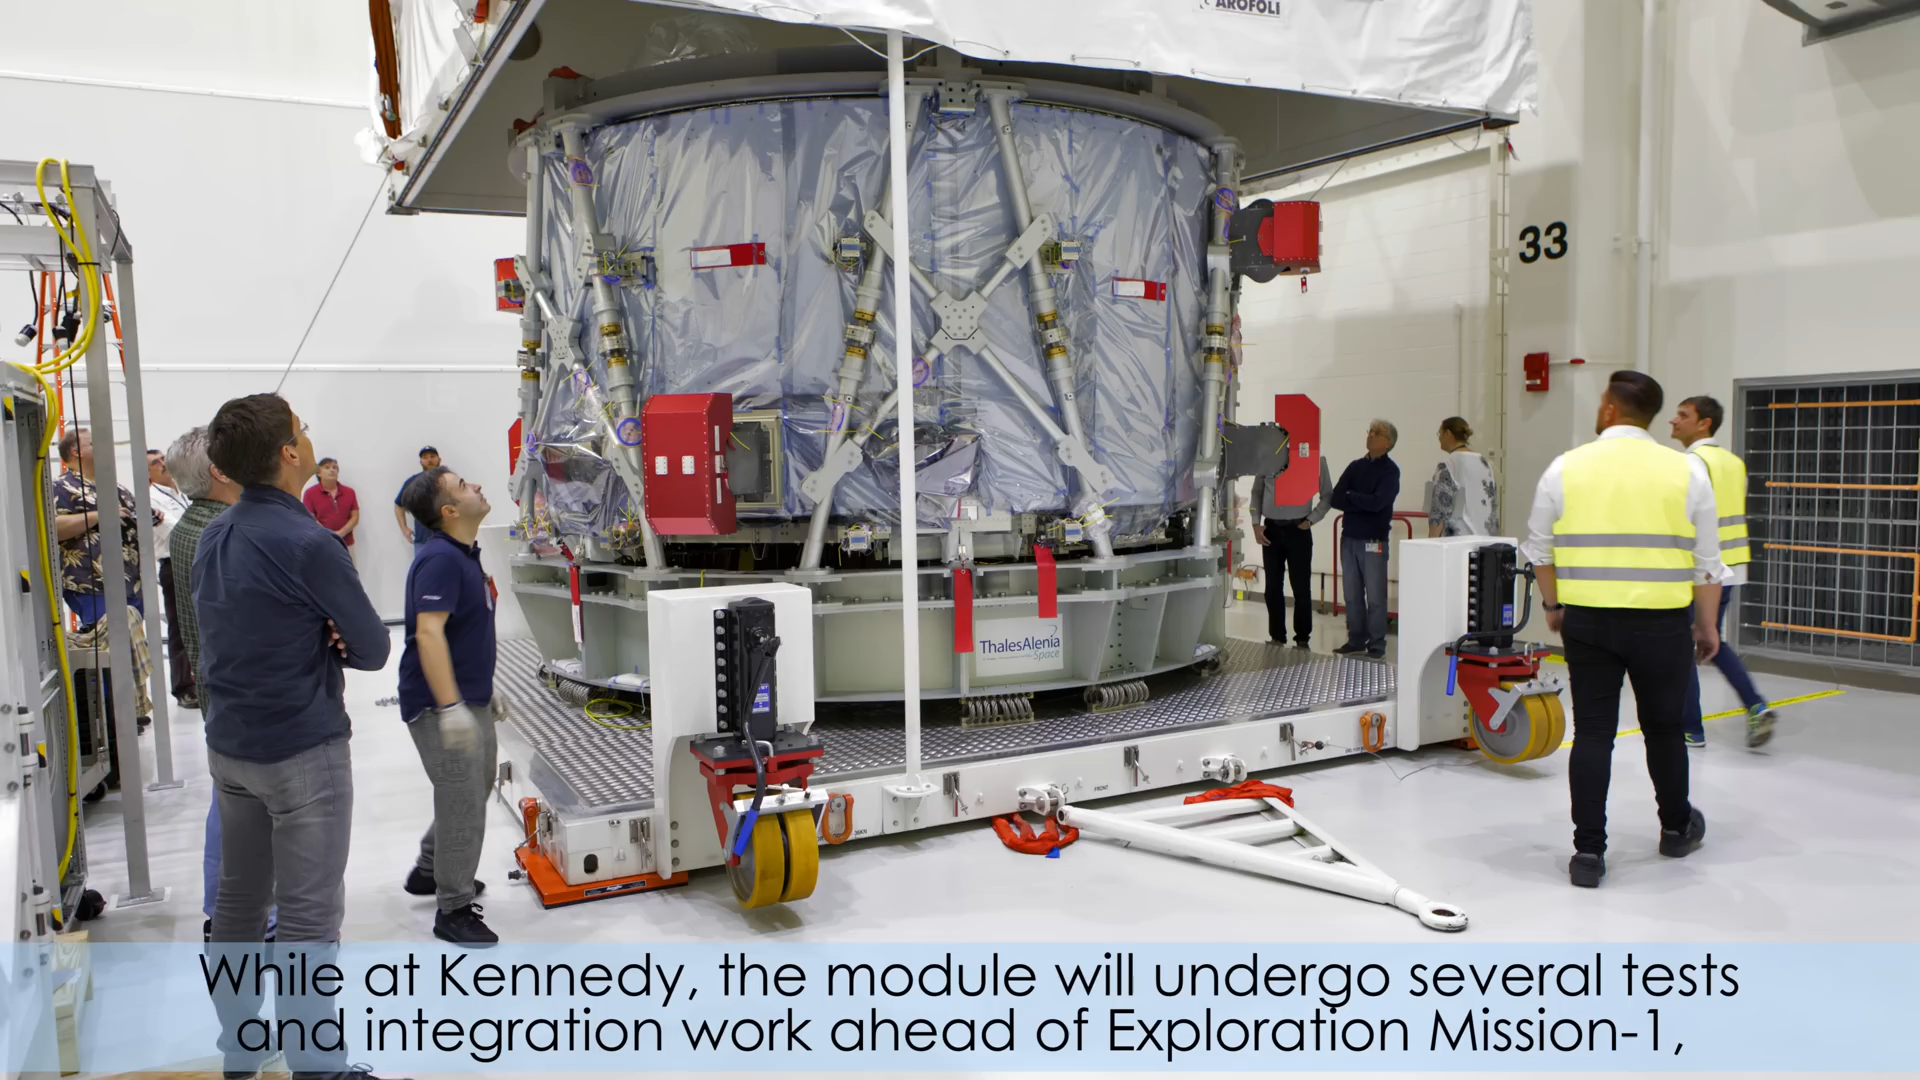 AROFOLI
33
ThalesAlenia
Space
FRONT
While at Kennedy, the module will undergo several tests
and integration work ahead of Exploration Mission-1,